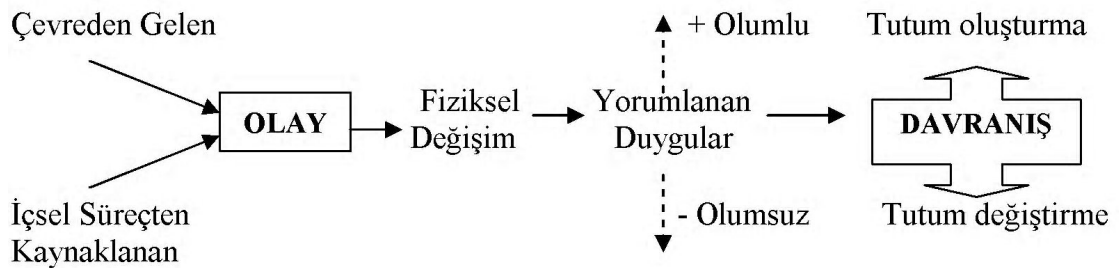 Çevreden Gelen
+ Olumlu
Tutum oluşturma
OLAY
Fiziksel
Değişim
Yorumlanan
Duygular
DAVRANIŞ
İçsel Süreçten
Kaynaklanan
- Olumsuz
Tutum değiştirme